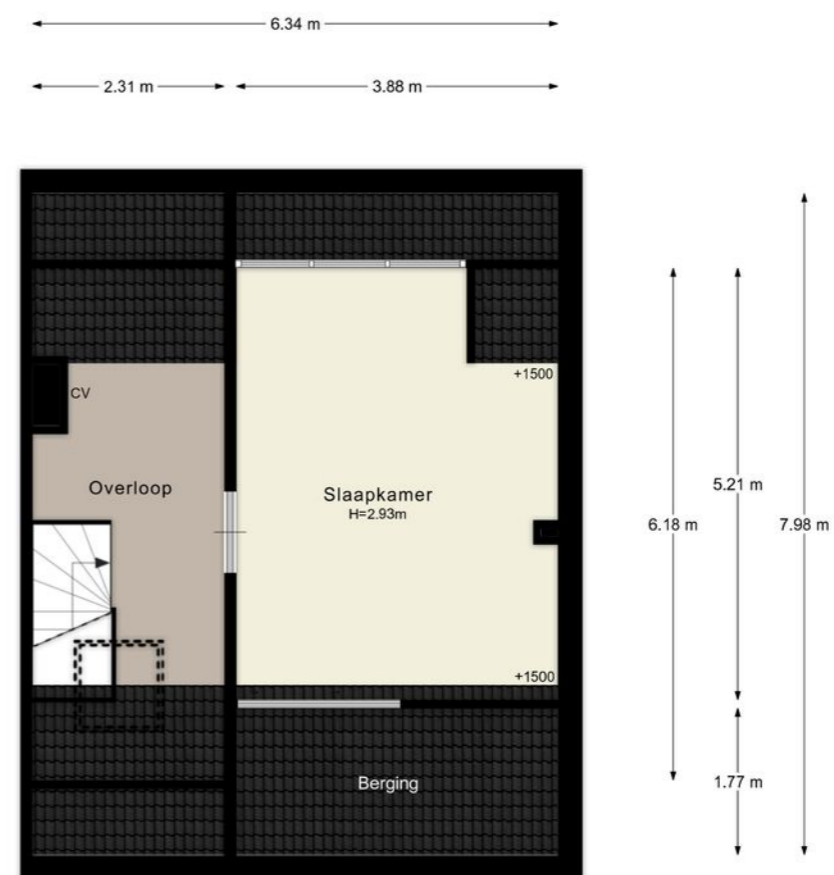 6.34 m
2.31 m
3.88 m
+1500
CV
Overloop
Slaapkamer
H=2.93m
5.21 m
6.18 m
7.98 m
+1500
Berging
1.77 m